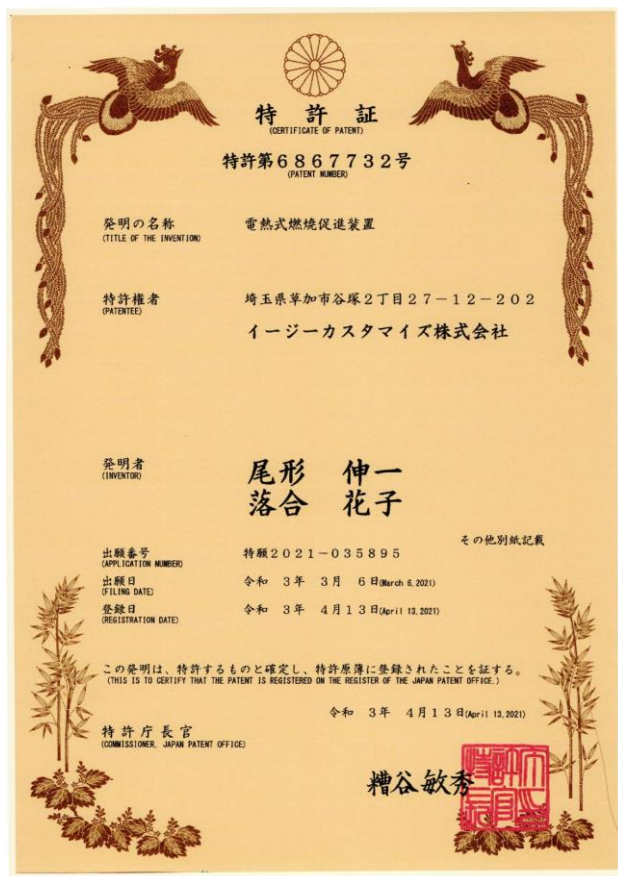 特許証
(CERTIFICATE OF PATENT)
特許第6867732号
(PATENT NUMBER)
発明の名称 電熱式燃焼促進装置
(TITLE OF THE INVENTION)
特許権者 埼玉県草加市谷塚2丁目27-12-202
(PATENTEE)
イージーカスタマイズ株式会社
発明者 尾形 伸一
(INVENTOR)
落合 花子
その他別紙記載
出願番号 特願2021-035895
(APPLICATION NUMBER)
出願日 令和 3年 3月 6日(March 6,2021)
(FILING DATE)
登録日 令和 3年 4月13日(April 13,2021)
(REGISTRATION DATE)
この発明は、特許するものと確定し、特許原簿に登録されたことを証する。
(THIS IS TO CERTIFY THAT THE PATENT IS REGISTERED ON THE REGISTER OF THE JAPAN PATENT OFFICE.)
令和 3年 4月13日(April 13,2021)
特許庁長官
(COMMISSIONER, JAPAN PATENT OFFICE)
糟谷敏秀